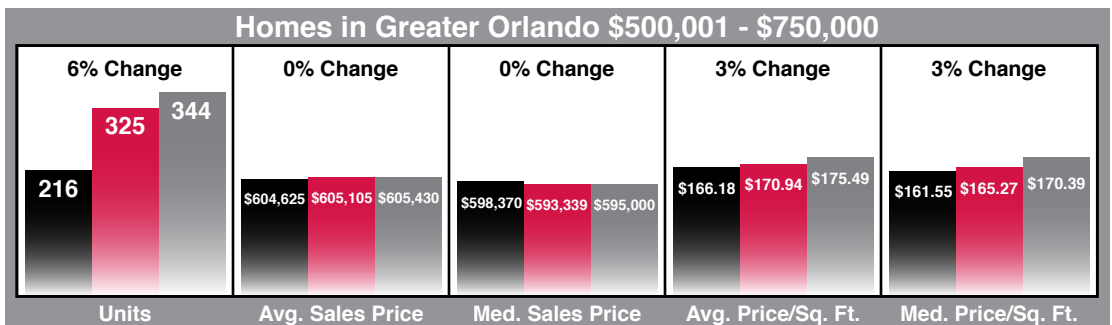 Homes in Greater Orlando $500,001 - $750,000
6% Change
0% Change
0% Change
3% Change
3% Change
216
325
344
$604,625
$605,105
$605,430
$598,370
$593,339
$595,000
$166.18
$170.94
$175.49
$161.55
$165.27
$170.39
Units
Avg. Sales Price
Med. Sales Price
Avg. Price/Sq. Ft.
Med. Price/Sq. Ft.